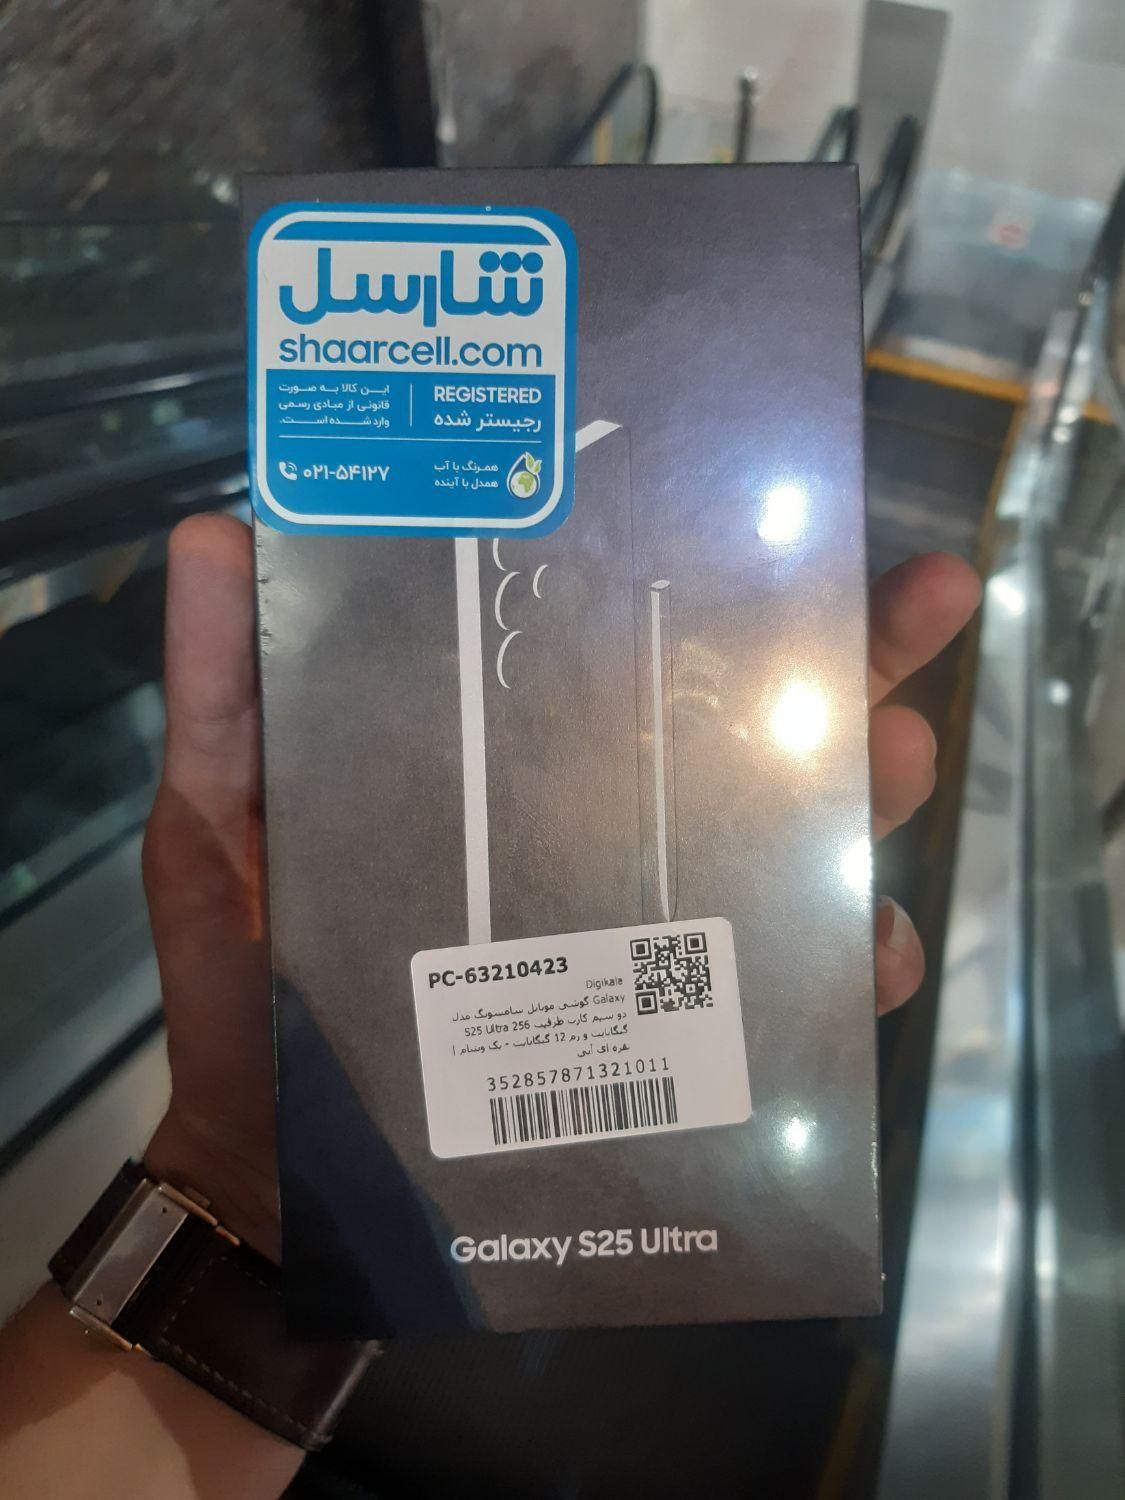 شارسل
shaarcell.com
REGISTERED
رجیستر شده
این کالا به صورت
قانونی از مبادی رسمی
وارد شده است.
همرنگ با آب
همدل با آینده
۰۲۱-۵۴۱۲۷
PC-63210423
Digikala
گوشی موبایل سامسونگ مدل Galaxy
S25 Ultra دو سیم کارت ظرفیت 256
گیگابایت و رم 12 گیگابایت - یک ویتنام |
نقره ای آبی
352857871321011
Galaxy S25 Ultra